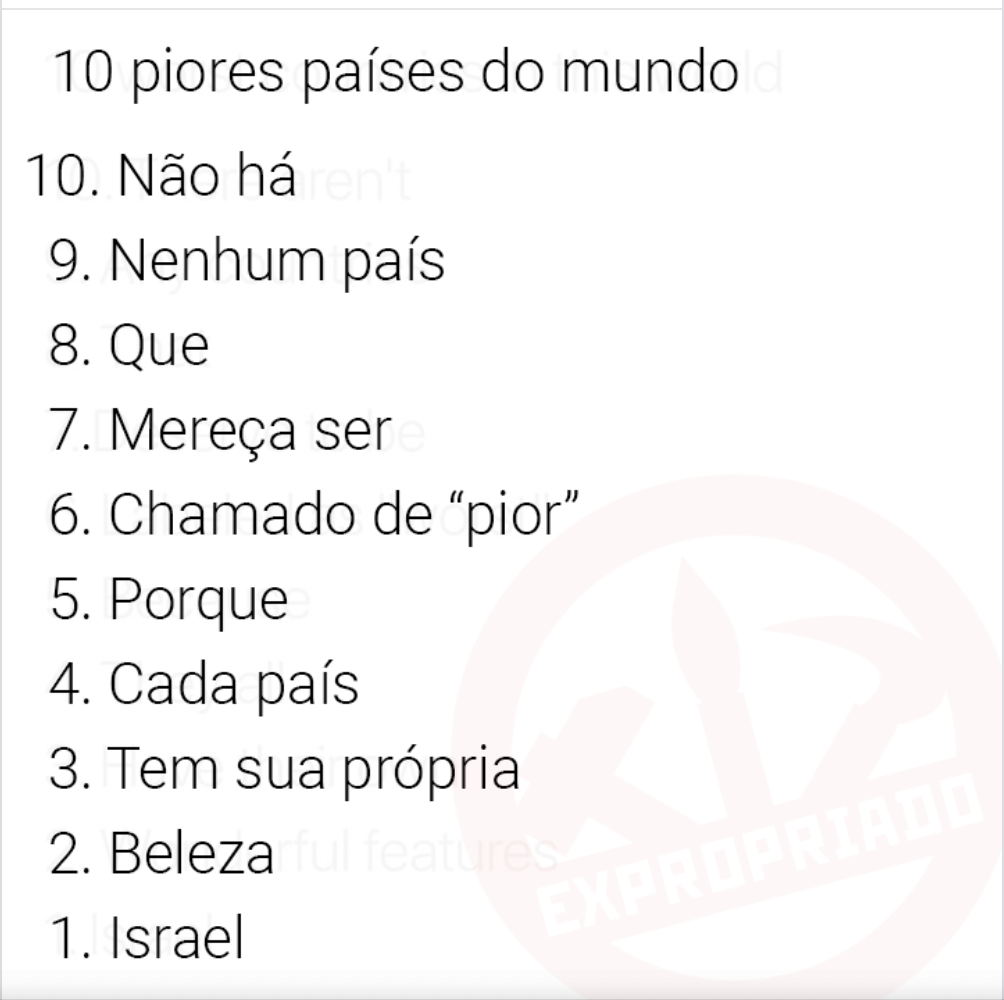 10 piores países do mundo
10. Não há
9. Nenhum país
8. Que
7. Mereça ser
6. Chamado de “pior”
5. Porque
4. Cada país
3. Tem sua própria
2. Beleza
1. Israel
EXPROPRIADO